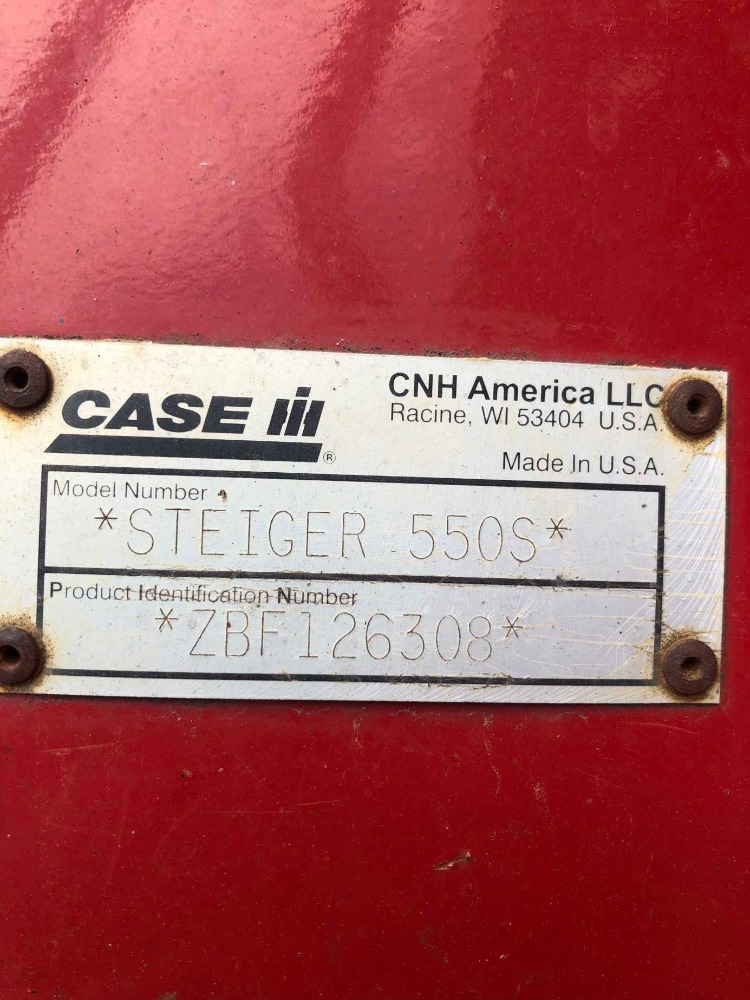 CASE IH
®
CNH America LLC
Racine, WI 53404 U.S.A.
Made In U.S.A.
Model Number
*STEIGER 550S*
Product Identification Number
*ZBF126308*